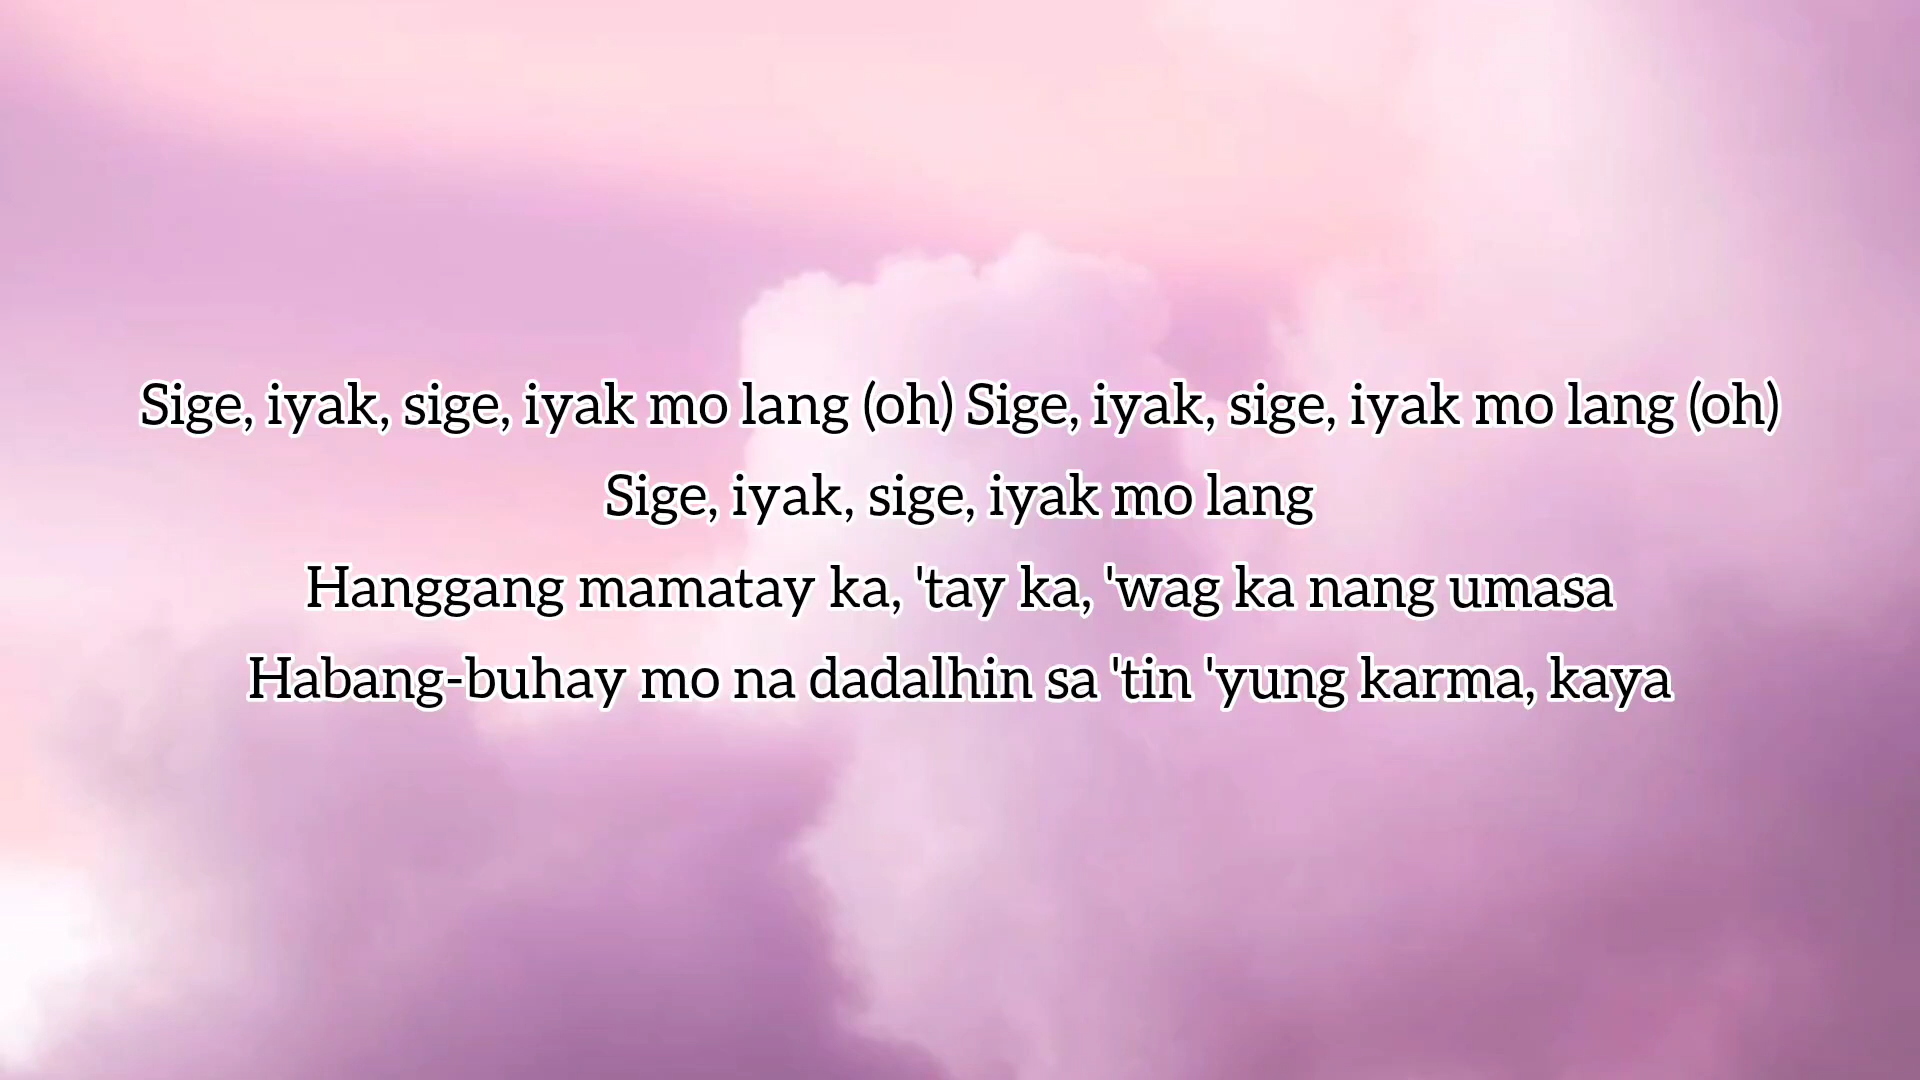 Sige, iyak, sige, iyak mo lang (oh) Sige, iyak, sige, iyak mo lang (oh)
Sige, iyak, sige, iyak mo lang
Hanggang mamatay ka, 'tay ka, 'wag ka nang umasa
Habang-buhay mo na dadalhin sa 'tin 'yung karma, kaya